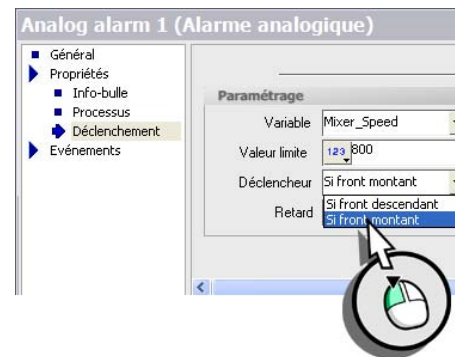 Analog alarm 1 (Alarme analogique)
Général
Propriétés
Info-bulle
Processus
Déclenchement
Evénements
Paramétrage
Variable Mixer_Speed
Valeur limite 123 800
Déclencheur Si front montant
Si front descendant
Retard Si front montant